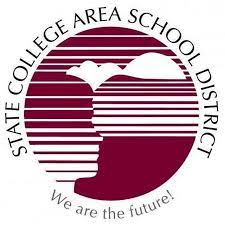 STATE COLLEGE AREA SCHOOL DISTRICT
We are the future!